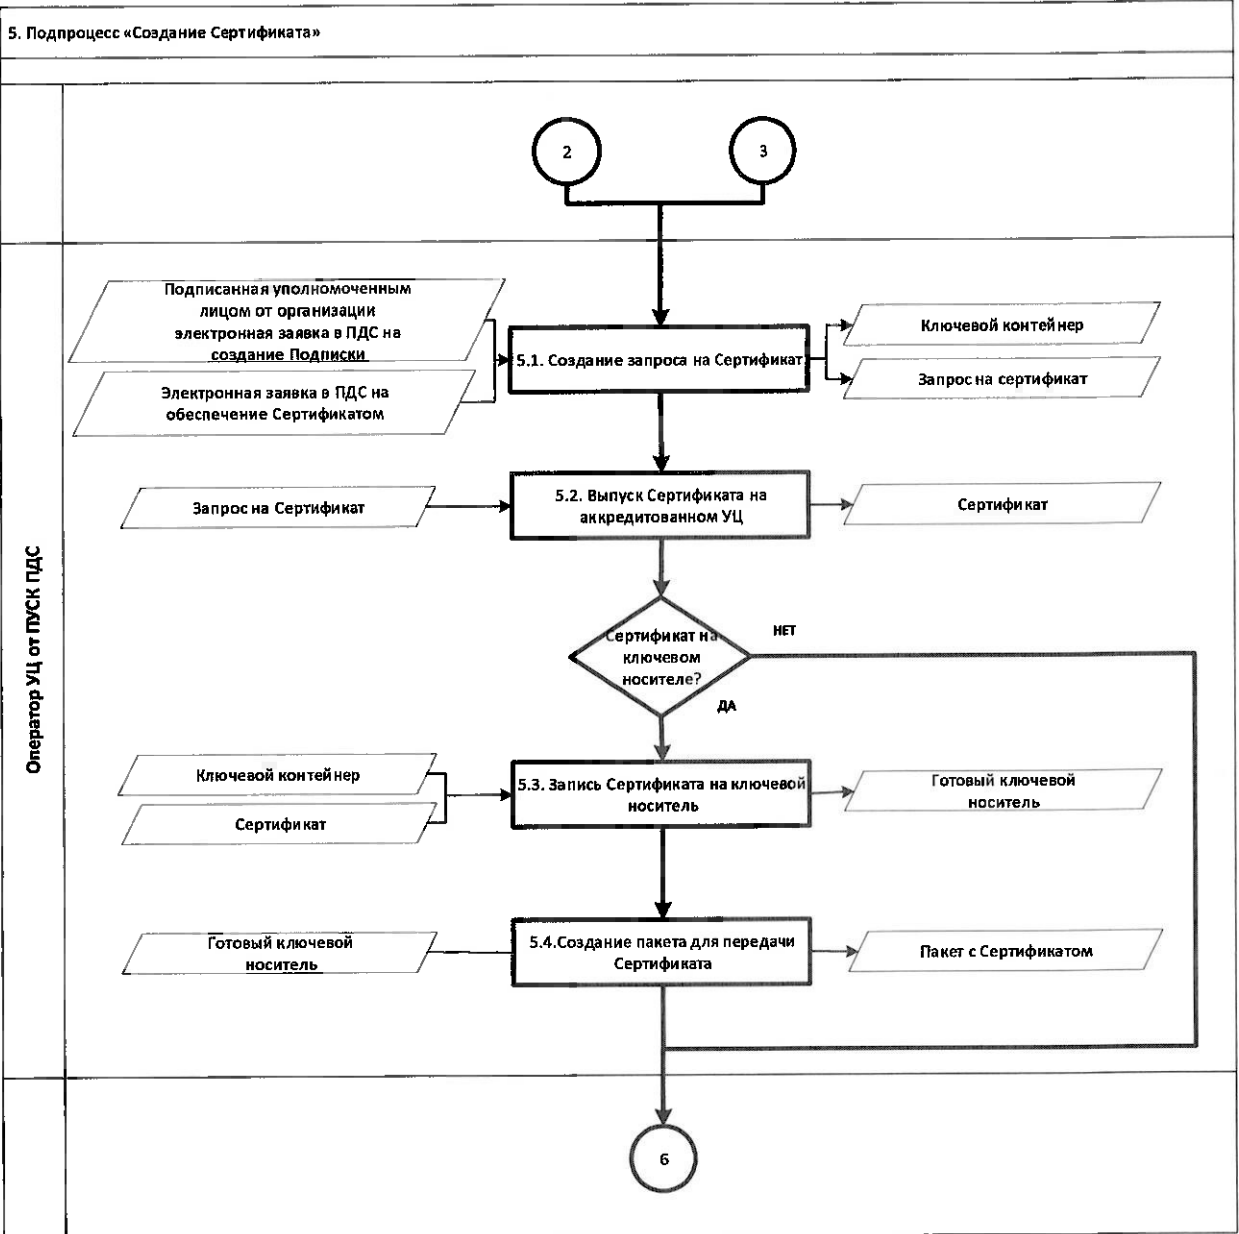 5. Подпроцесс «Создание Сертификата»
2
3
Подписанная уполномоченным
лицом от организации
электронная заявка в ПДС на
создание Подписки
Электронная заявка в ПДС на
обеспечение Сертификатом
5.1. Создание запроса на Сертификат
Ключевой контейнер
Запрос на сертификат
Запрос на Сертификат
5.2. Выпуск Сертификата на
аккредитованном УЦ
Сертификат
Оператор УЦ от ПУСК ПДС
Сертификат на
ключевом
носителе?
НЕТ
ДА
Ключевой контейнер
Сертификат
5.3. Запись Сертификата на ключевой
носитель
Готовый ключевой
носитель
Готовый ключевой
носитель
5.4.Создание пакета для передачи
Сертификата
Пакет с Сертификатом
6